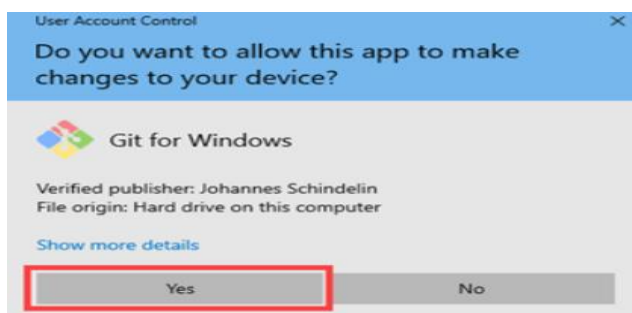 User Account Control
Do you want to allow this app to make
changes to your device?
Git for Windows
Verified publisher: Johannes Schindelin
File origin: Hard drive on this computer
Show more details
Yes
No